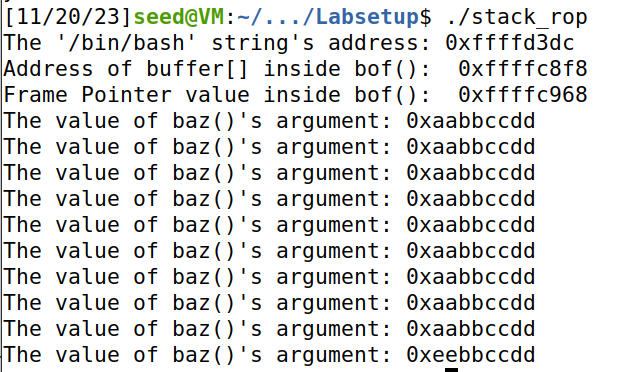 [11/20/23]seed@VM:~/.../Labsetup$ ./stack_rop
The '/bin/bash' string's address: 0xffffd3dc
Address of buffer[] inside bof():  0xffffc8f8
Frame Pointer value inside bof():  0xffffc968
The value of baz()'s argument: 0xaabbccdd
The value of baz()'s argument: 0xaabbccdd
The value of baz()'s argument: 0xaabbccdd
The value of baz()'s argument: 0xaabbccdd
The value of baz()'s argument: 0xaabbccdd
The value of baz()'s argument: 0xaabbccdd
The value of baz()'s argument: 0xaabbccdd
The value of baz()'s argument: 0xaabbccdd
The value of baz()'s argument: 0xaabbccdd
The value of baz()'s argument: 0xeebbccdd